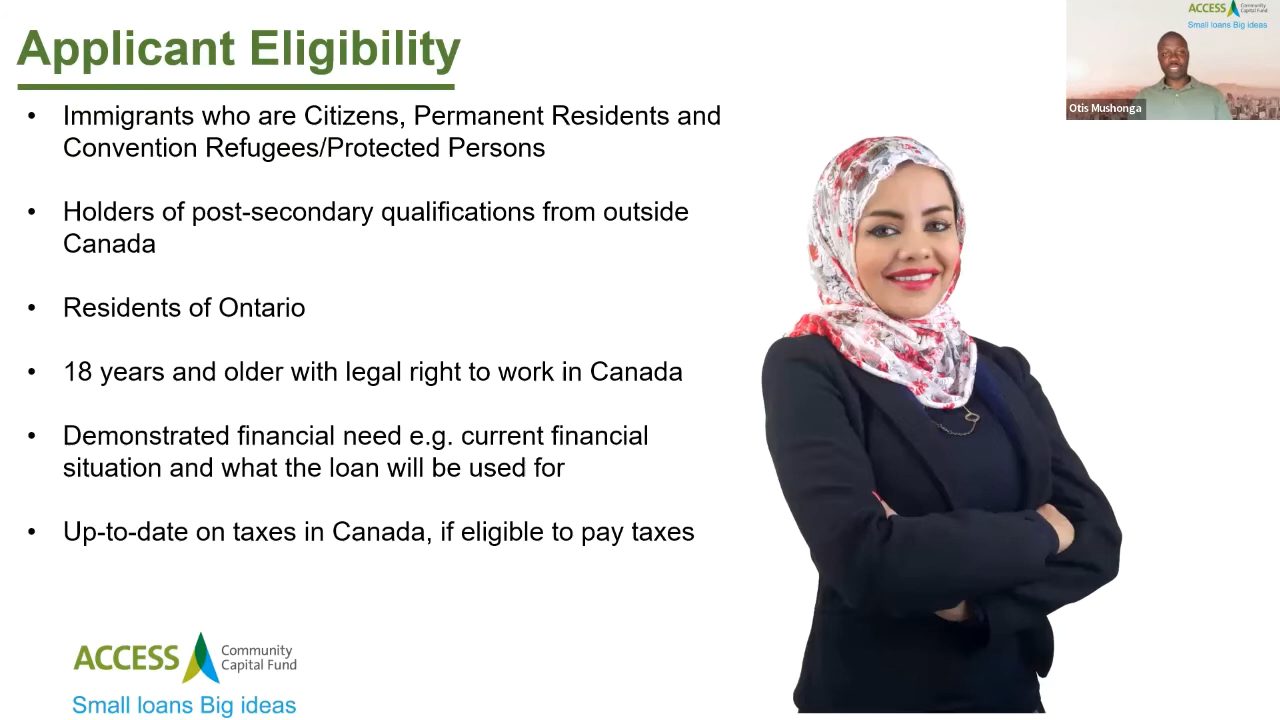 Applicant Eligibility
• Immigrants who are Citizens, Permanent Residents and
Convention Refugees/Protected Persons
• Holders of post-secondary qualifications from outside
Canada
• Residents of Ontario
• 18 years and older with legal right to work in Canada
• Demonstrated financial need e.g. current financial
situation and what the loan will be used for
• Up-to-date on taxes in Canada, if eligible to pay taxes
ACCESS Community
Capital Fund
Small loans Big ideas
ACCESS Community
Capital Fund
Small loans Big ideas
Otis Mushonga